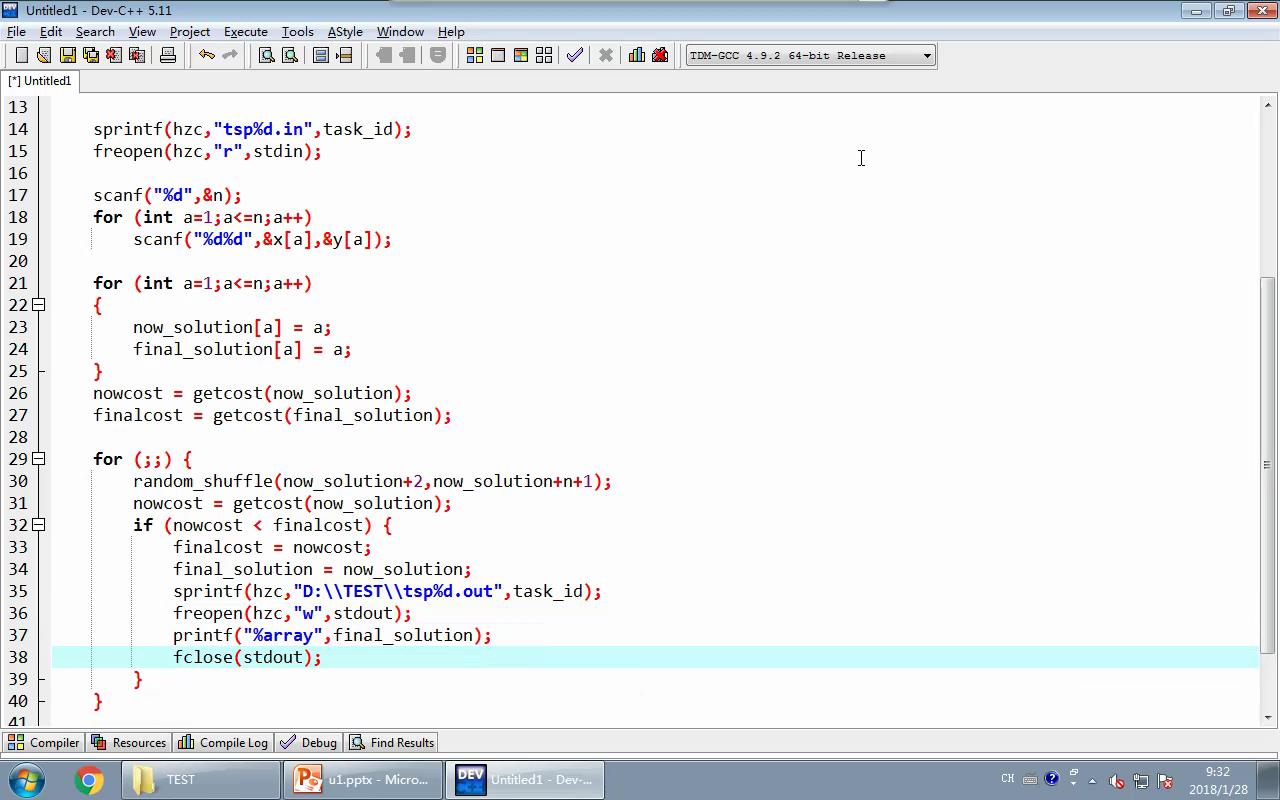 Untitled1 - Dev-C++ 5.11
File Edit Search View Project Execute Tools AStyle Window Help
TDM-GCC 4.9.2 64-bit Release
[*] Untitled1
13
14 sprintf(hzc,"tsp%d.in",task_id);
15 freopen(hzc,"r",stdin);
16
17 scanf("%d",&n);
18 for (int a=1;a<=n;a++)
19 scanf("%d%d",&x[a],&y[a]);
20
21 for (int a=1;a<=n;a++)
22 {
23 now_solution[a] = a;
24 final_solution[a] = a;
25 }
26 nowcost = getcost(now_solution);
27 finalcost = getcost(final_solution);
28
29 for (;;) {
30 random_shuffle(now_solution+2,now_solution+n+1);
31 nowcost = getcost(now_solution);
32 if (nowcost < finalcost) {
33 finalcost = nowcost;
34 final_solution = now_solution;
35 sprintf(hzc,"D:\\TEST\\tsp%d.out",task_id);
36 freopen(hzc,"w",stdout);
37 printf("%array",final_solution);
38 fclose(stdout);
39 }
40 }
41
Compiler Resources Compile Log Debug Find Results
TEST u1.pptx - Micro... DEV C++ Untitled1 - Dev-... CH 9:32
2018/1/28